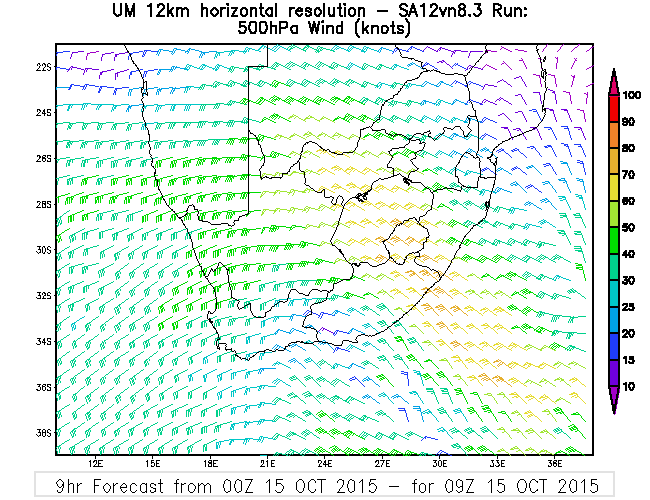 UM 12km horizontal resolution – SA12vn8.3 Run:
500hPa Wind (knots)
22S
24S
26S
28S
30S
32S
34S
36S
38S
12E 15E 18E 21E 24E 27E 30E 33E 36E
100
90
80
70
60
50
40
30
25
20
15
10
9hr Forecast from 00Z 15 OCT 2015 – for 09Z 15 OCT 2015